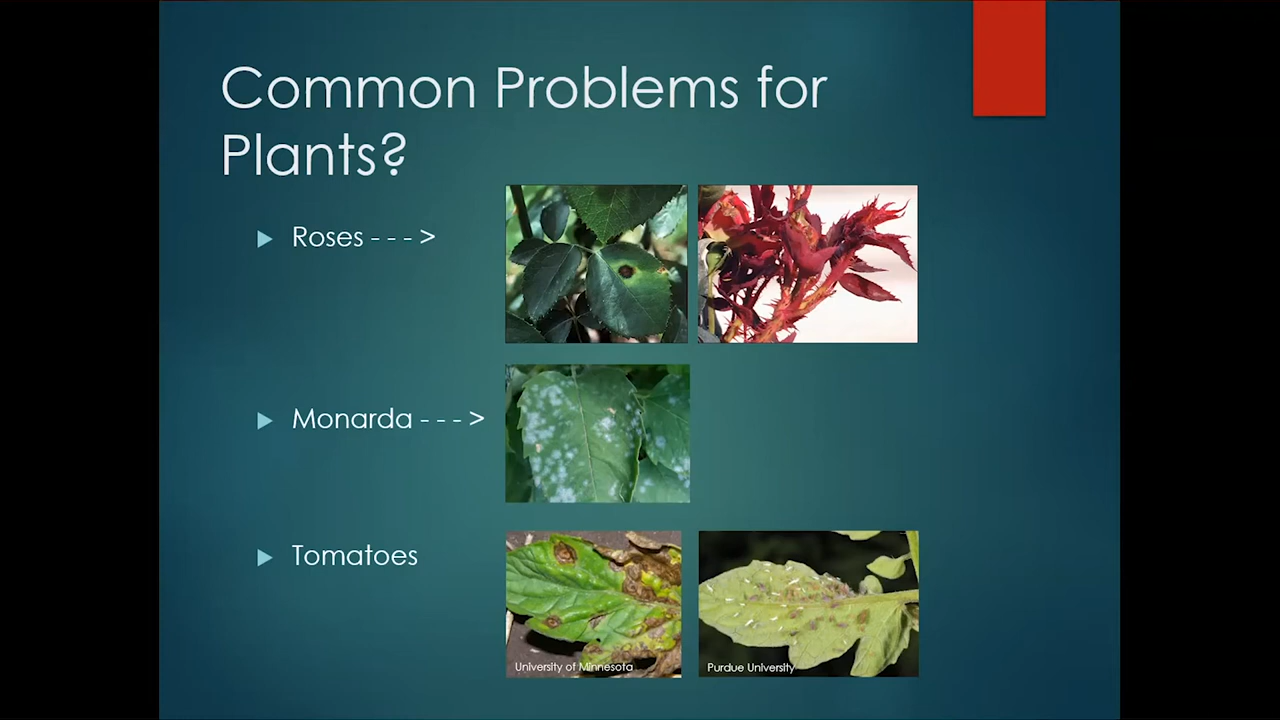 Common Problems for
Plants?
Roses - - - >
Monarda - - - >
Tomatoes
University of Minnesota
Purdue University